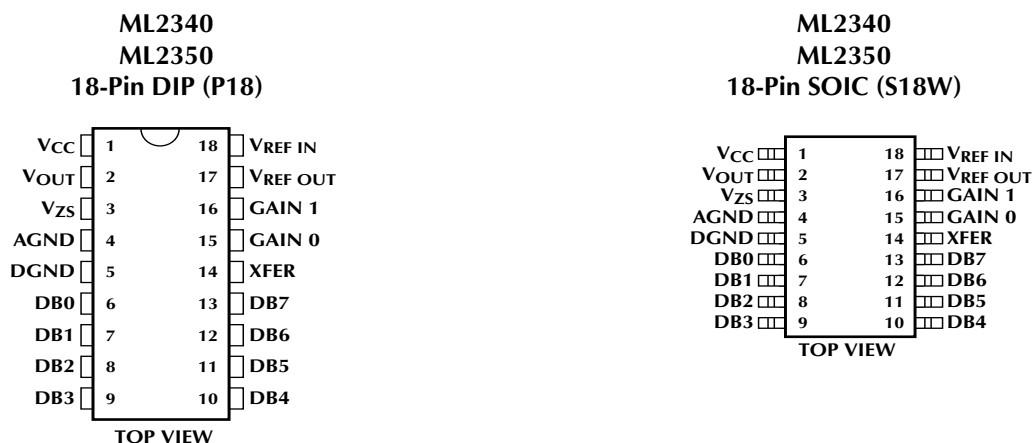 ML2340
ML2350
18-Pin DIP (P18)
VCC 1 18 VREF IN
VOUT 2 17 VREF OUT
VZS 3 16 GAIN 1
AGND 4 15 GAIN 0
DGND 5 14 XFER
DB0 6 13 DB7
DB1 7 12 DB6
DB2 8 11 DB5
DB3 9 10 DB4
TOP VIEW
ML2340
ML2350
18-Pin SOIC (S18W)
VCC 1 18 VREF IN
VOUT 2 17 VREF OUT
VZS 3 16 GAIN 1
AGND 4 15 GAIN 0
DGND 5 14 XFER
DB0 6 13 DB7
DB1 7 12 DB6
DB2 8 11 DB5
DB3 9 10 DB4
TOP VIEW